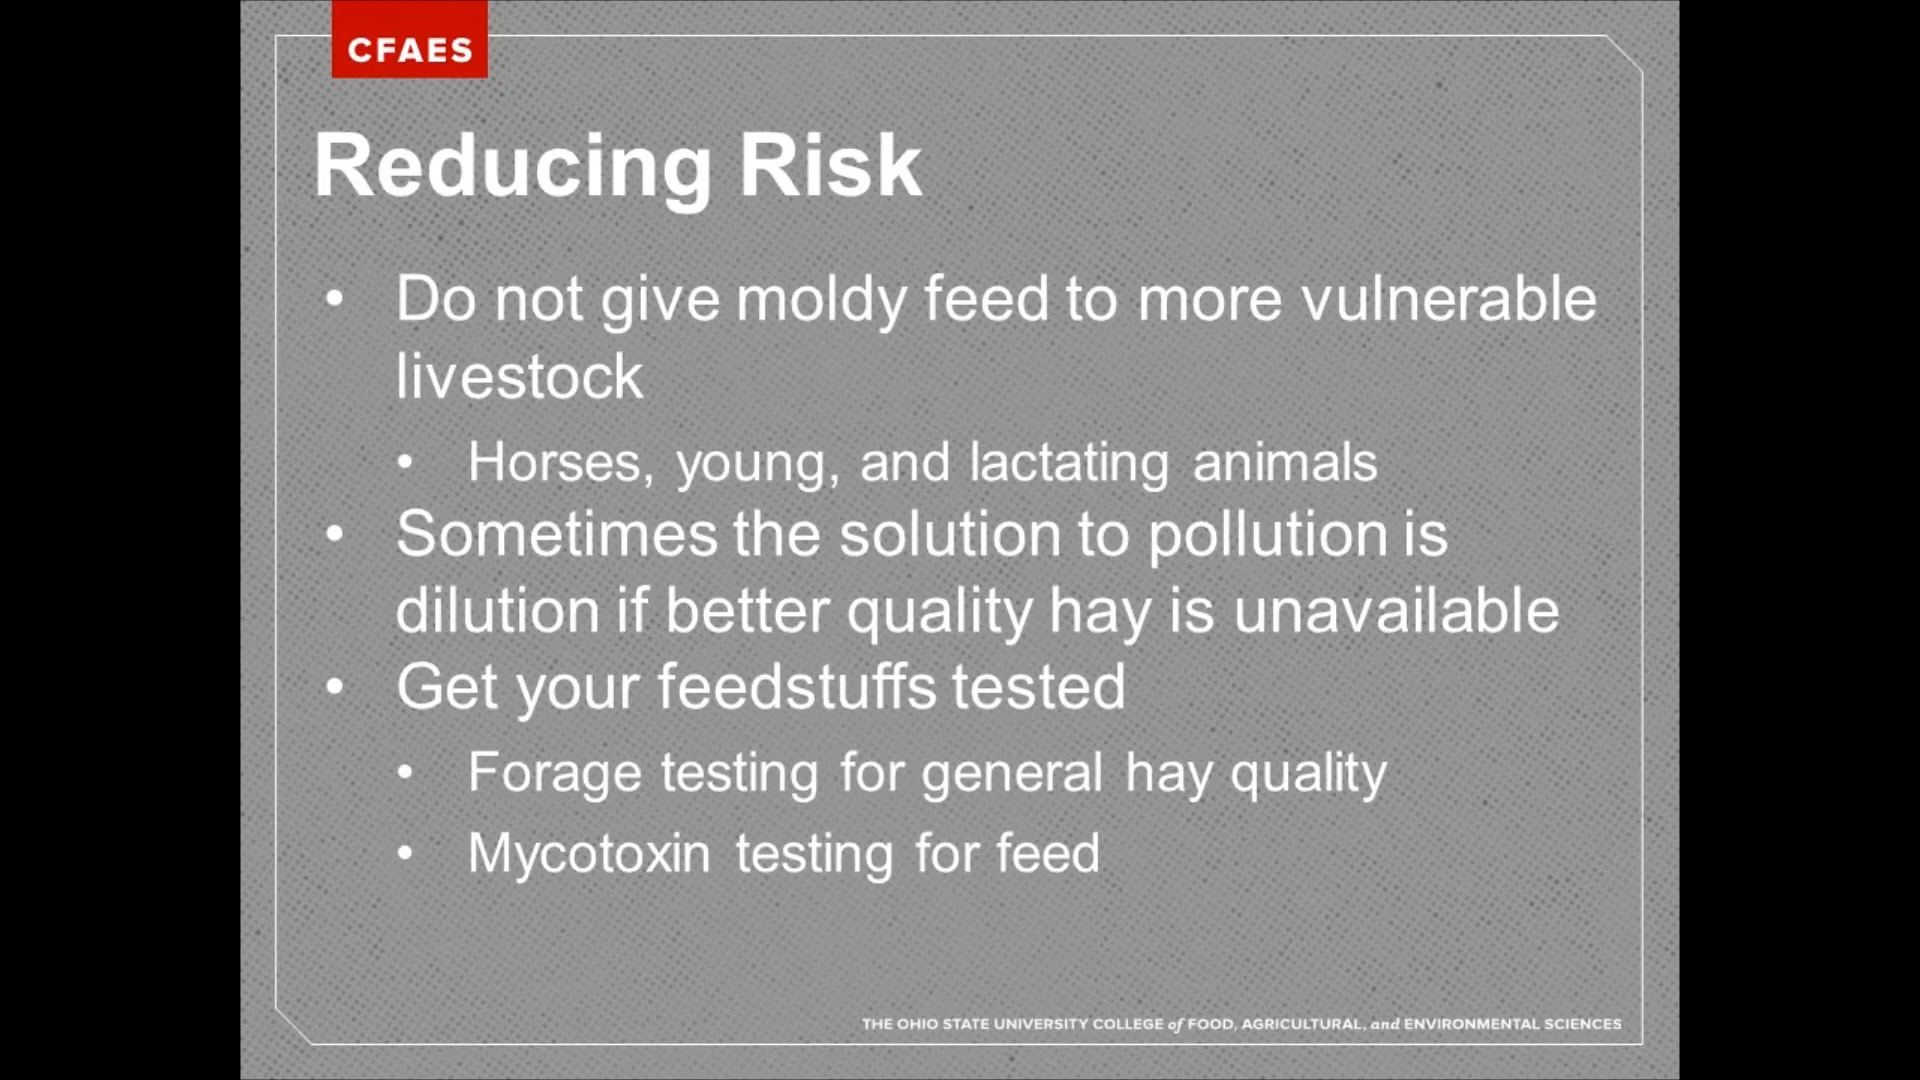 CFAES
Reducing Risk
• Do not give moldy feed to more vulnerable
livestock
• Horses, young, and lactating animals
• Sometimes the solution to pollution is
dilution if better quality hay is unavailable
• Get your feedstuffs tested
• Forage testing for general hay quality
• Mycotoxin testing for feed
THE OHIO STATE UNIVERSITY COLLEGE of FOOD, AGRICULTURAL, and ENVIRONMENTAL SCIENCES